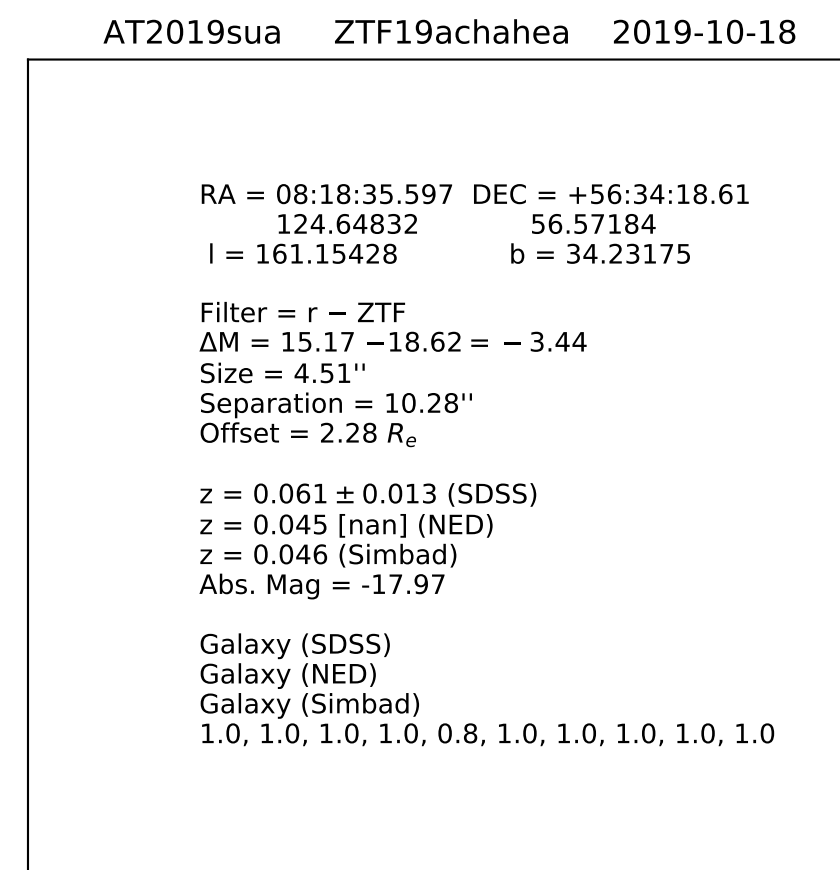 AT2019sua ZTF19achahea 2019-10-18
RA = 08:18:35.597 DEC = +56:34:18.61
124.64832 56.57184
l = 161.15428 b = 34.23175
Filter = r − ZTF
ΔM = 15.17 −18.62 = − 3.44
Size = 4.51''
Separation = 10.28''
Offset = 2.28 Rₑ
z = 0.061 ± 0.013 (SDSS)
z = 0.045 [nan] (NED)
z = 0.046 (Simbad)
Abs. Mag = -17.97
Galaxy (SDSS)
Galaxy (NED)
Galaxy (Simbad)
1.0, 1.0, 1.0, 1.0, 0.8, 1.0, 1.0, 1.0, 1.0, 1.0